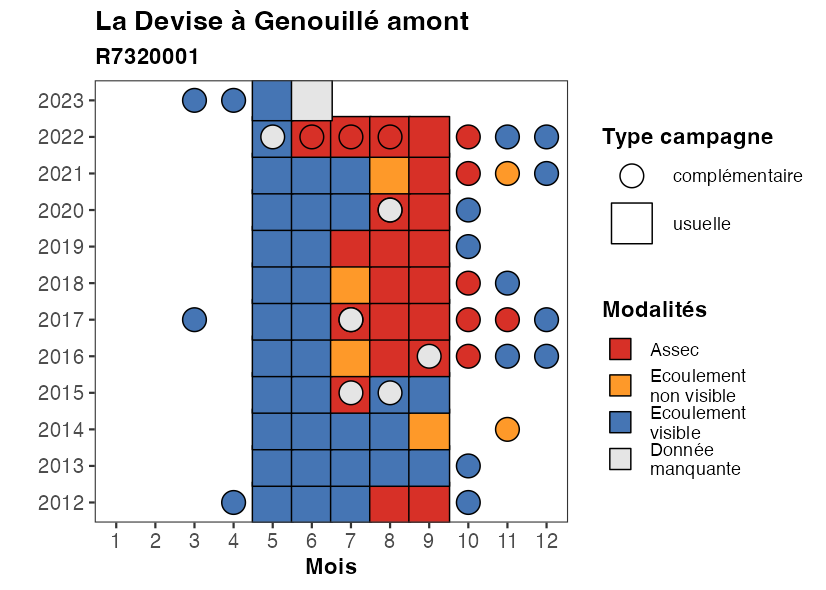 La Devise à Genouillé amont
R7320001
2023
2022
2021
2020
2019
2018
2017
2016
2015
2014
2013
2012
1 2 3 4 5 6 7 8 9 10 11 12
Mois
Type campagne
complémentaire
usuelle
Modalités
Assec
Ecoulement
non visible
Ecoulement
visible
Donnée
manquante